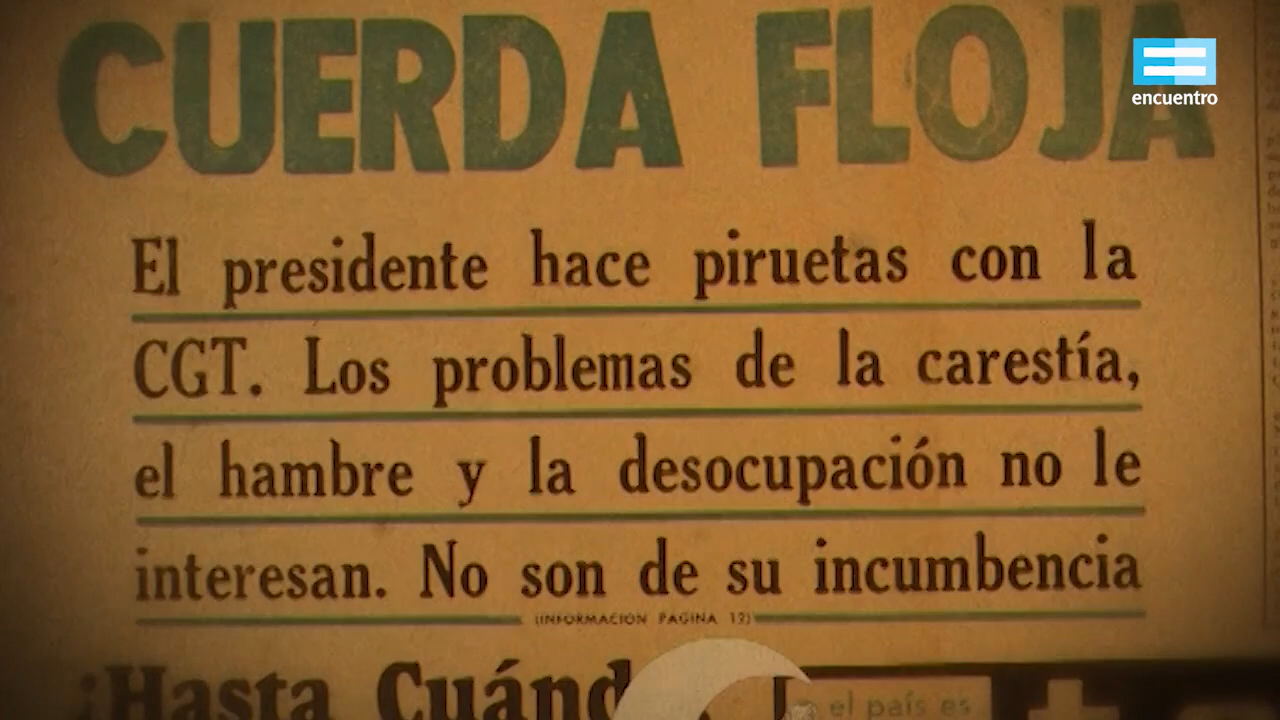 CUERDA FLOJA
encuentro
El presidente hace piruetas con la
CGT. Los problemas de la carestía,
el hambre y la desocupación no le
interesan. No son de su incumbencia
(INFORMACION PAGINA 12)
¡Hasta Cuánd
el país es